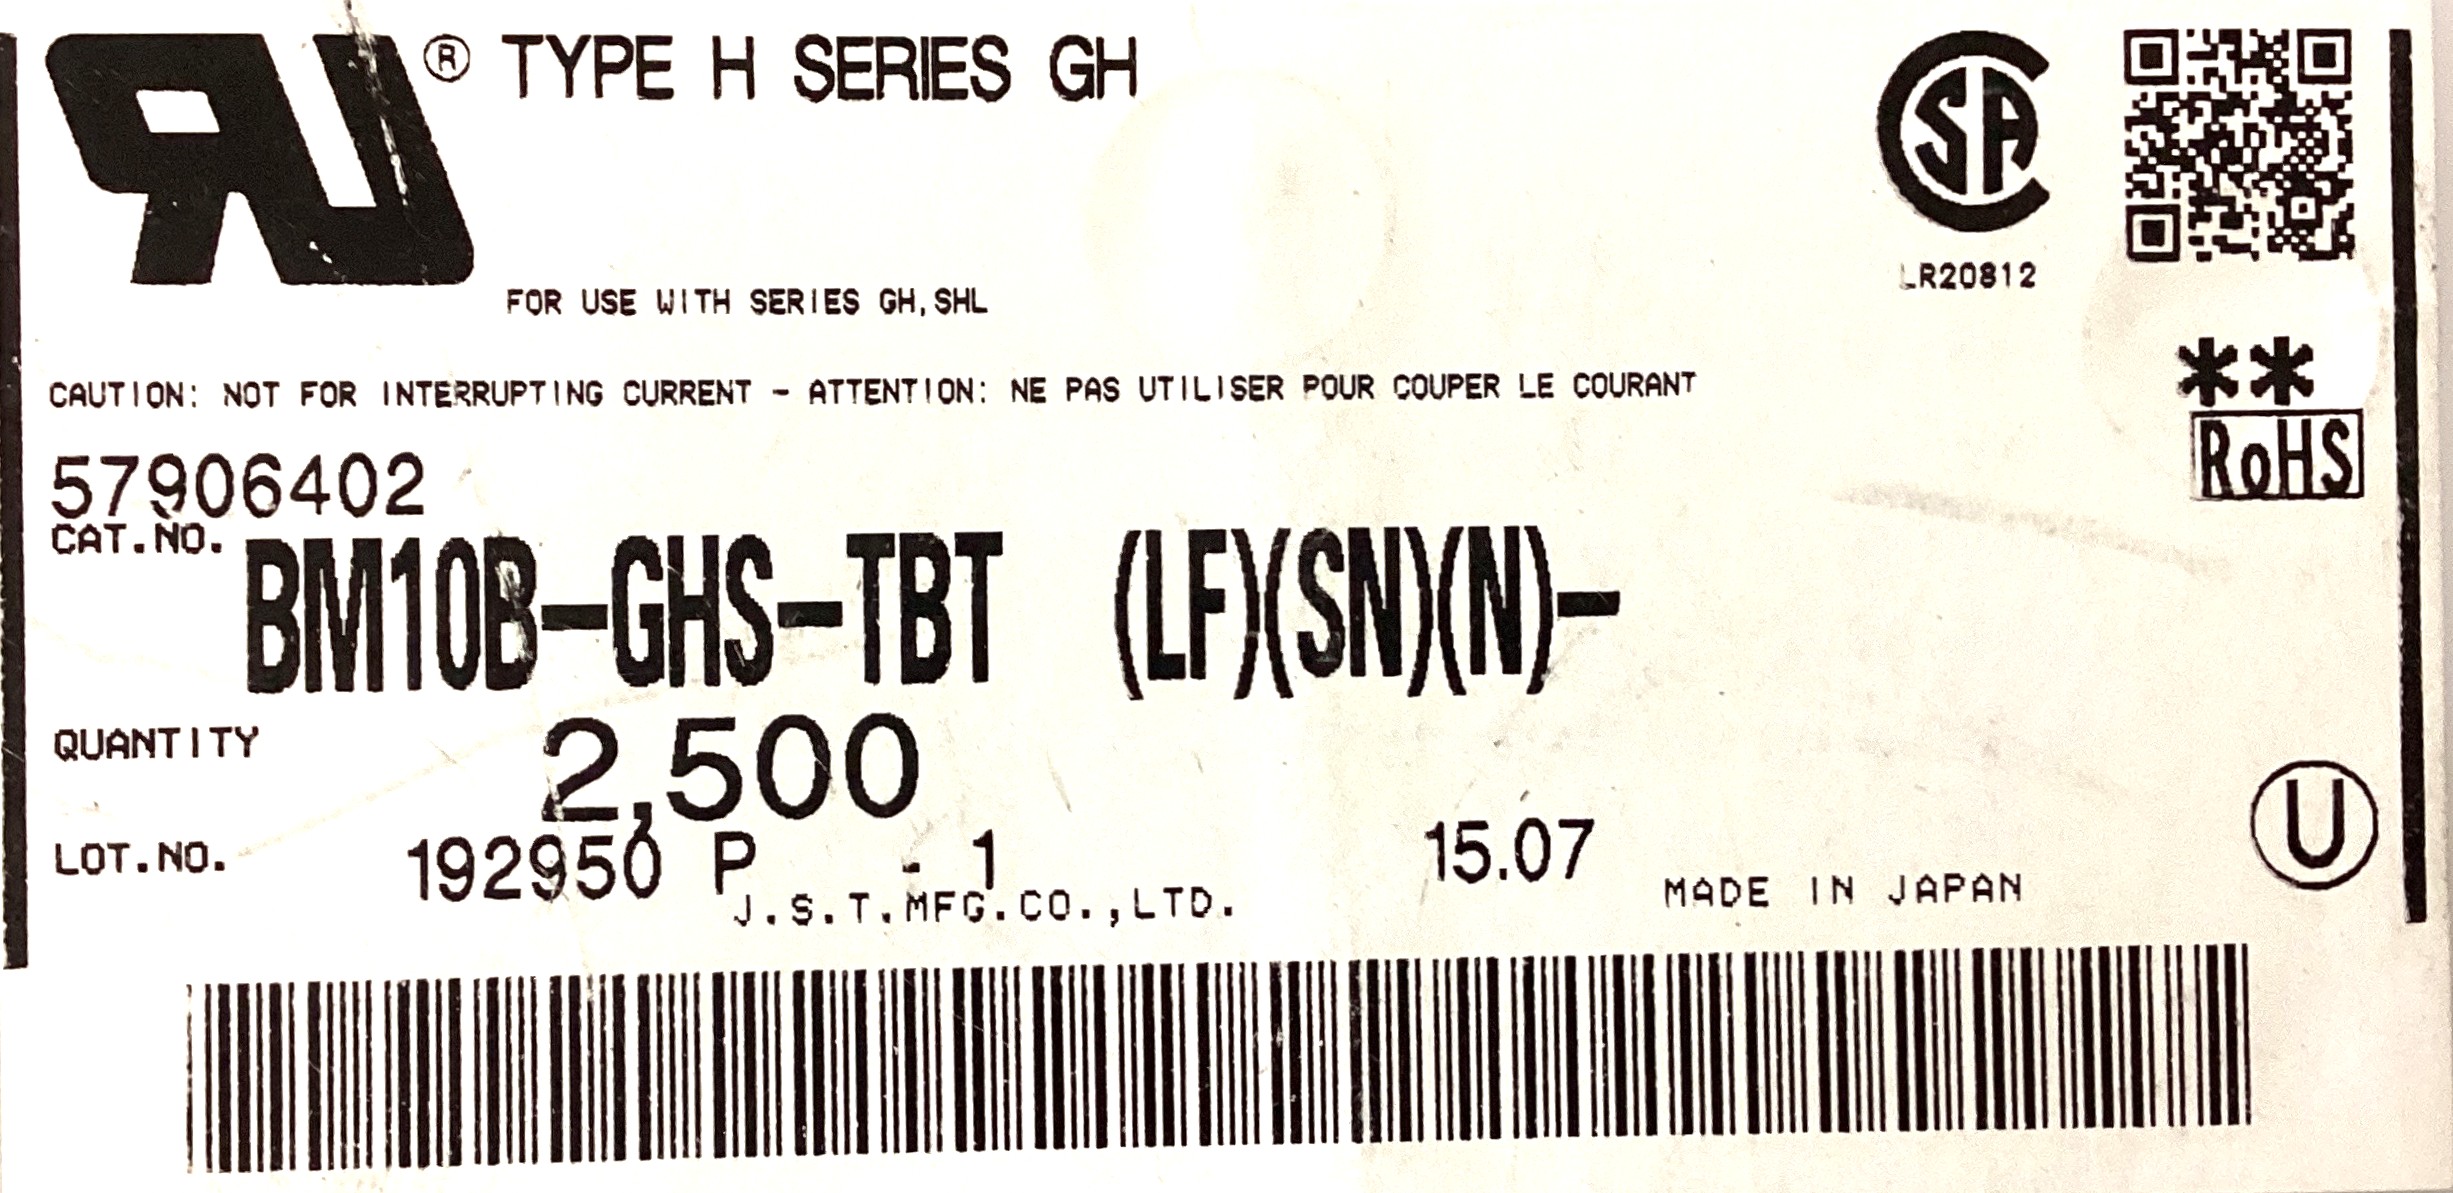 ® TYPE H SERIES GH
CSA
LR20812
FOR USE WITH SERIES GH,SHL
CAUTION: NOT FOR INTERRUPTING CURRENT - ATTENTION: NE PAS UTILISER POUR COUPER LE COURANT
**
RoHS
57906402
CAT.NO. BM10B-GHS-TBT (LF)(SN)(N)-
QUANTITY 2,500
LOT.NO. 192950 P - 1 15.07
J.S.T.MFG.CO.,LTD. MADE IN JAPAN
U